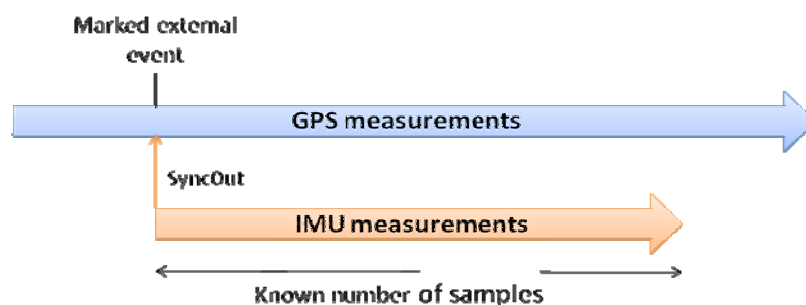 Marked external
event
GPS measurements
SyncOut
IMU measurements
Known number of samples